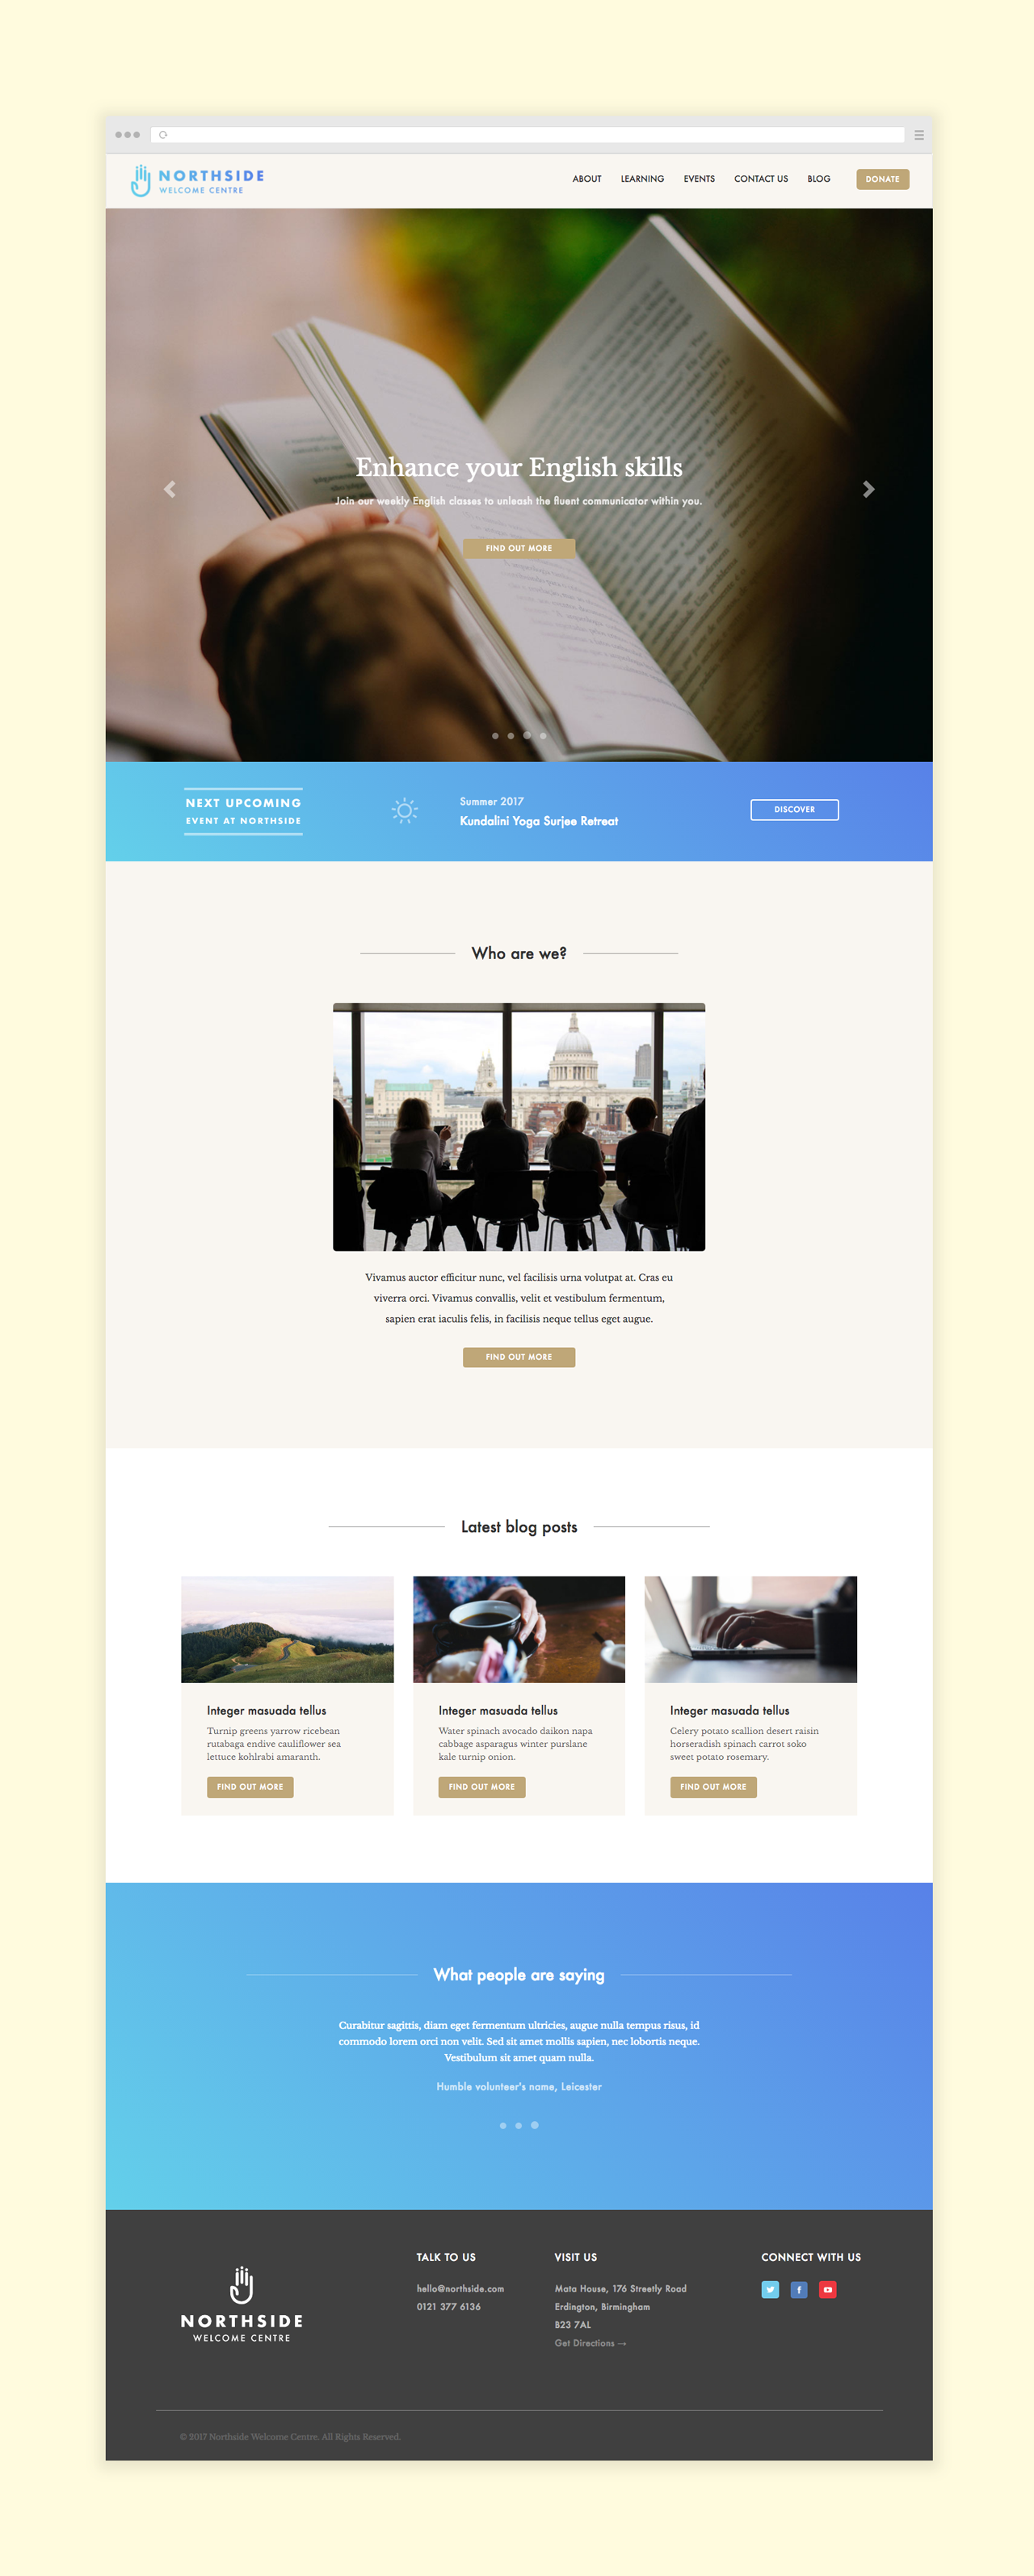 NORTHSIDE
WELCOME CENTRE
ABOUT LEARNING EVENTS CONTACT US BLOG DONATE
Enhance your English skills
Join our weekly English classes to unleash the fluent communicator within you.
FIND OUT MORE
NEXT UPCOMING
EVENT AT NORTHSIDE
Summer 2017
Kundalini Yoga Surjee Retreat
DISCOVER
Who are we?
Vivamus auctor efficitur nunc, vel facilisis urna volutpat at. Cras eu
viverra orci. Vivamus convallis, velit et vestibulum fermentum,
sapien erat iaculis felis, in facilisis neque tellus eget augue.
FIND OUT MORE
Latest blog posts
Integer masuada tellus
Turnip greens yarrow ricebean
rutabaga endive cauliflower sea
lettuce kohlrabi amaranth.
FIND OUT MORE
Integer masuada tellus
Water spinach avocado daikon napa
cabbage asparagus winter purslane
kale turnip onion.
FIND OUT MORE
Integer masuada tellus
Celery potato scallion desert raisin
horseradish spinach carrot soko
sweet potato rosemary.
FIND OUT MORE
What people are saying
Curabitur sagittis, diam eget fermentum ultricies, augue nulla tempus risus, id
commodo lorem orci non velit. Sed sit amet mollis sapien, nec lobortis neque.
Vestibulum sit amet quam nulla.
Humble volunteer's name, Leicester
NORTHSIDE
WELCOME CENTRE
TALK TO US
hello@northside.com
0121 377 6136
VISIT US
Mata House, 176 Streetly Road
Erdington, Birmingham
B23 7AL
Get Directions →
CONNECT WITH US
© 2017 Northside Welcome Centre. All Rights Reserved.